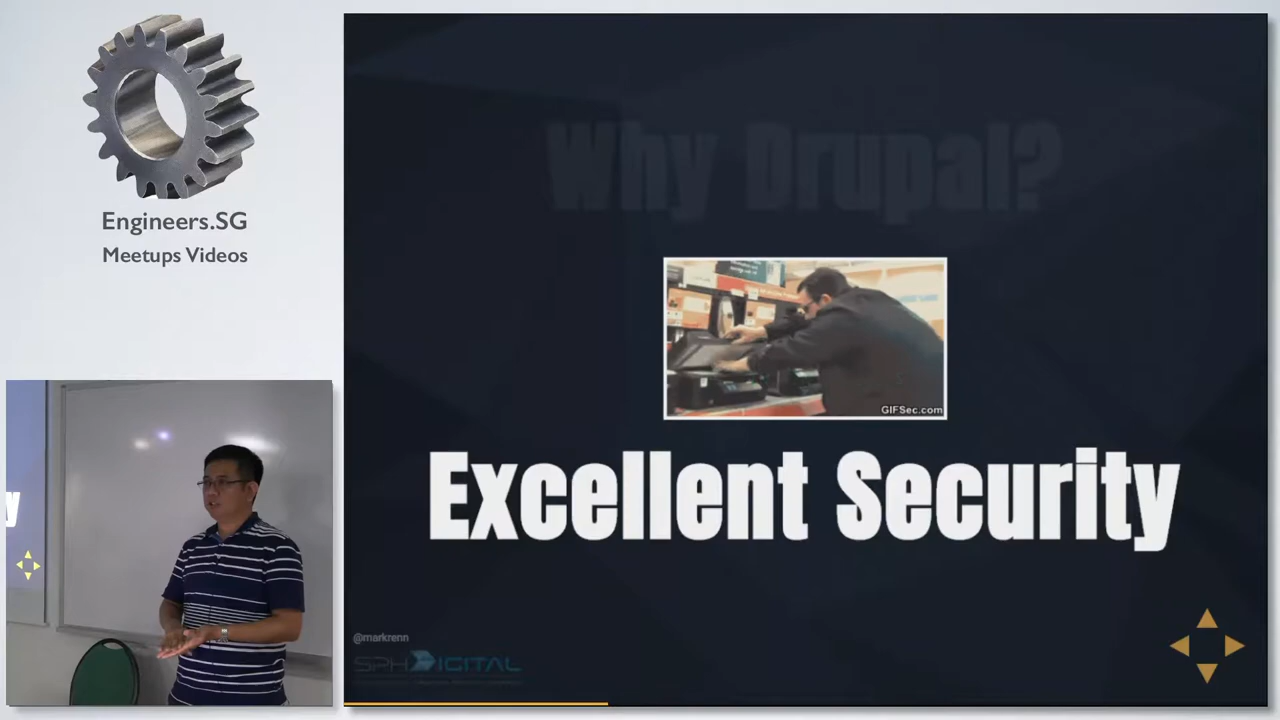 Engineers.SG
Meetups Videos
Why Drupal?
GIFSec.com
Excellent Security
y
@markrenn
SPH DIGITAL